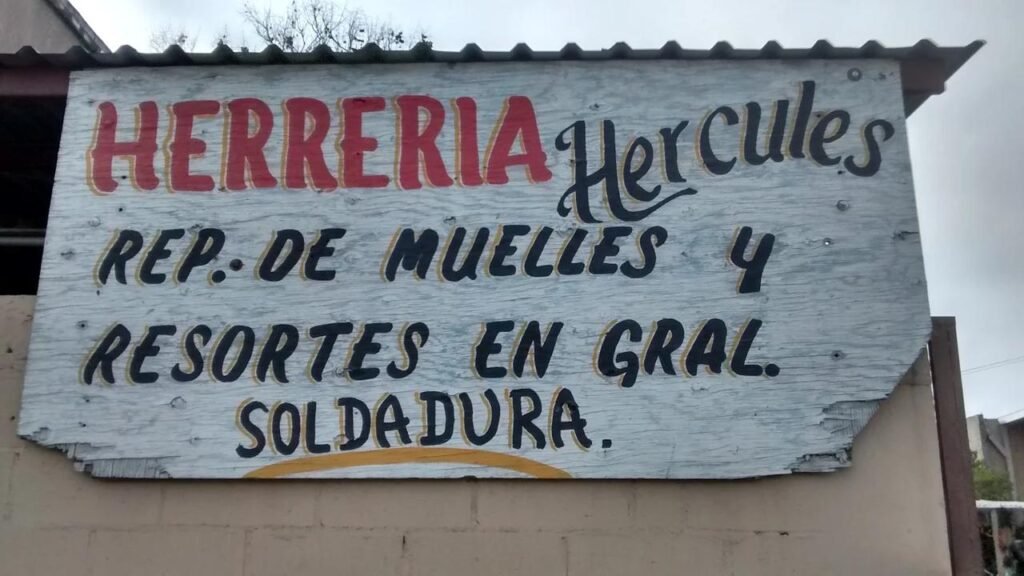 HERRERIA Hercules
REP. DE MUELLES Y
RESORTES EN GRAL.
SOLDADURA.